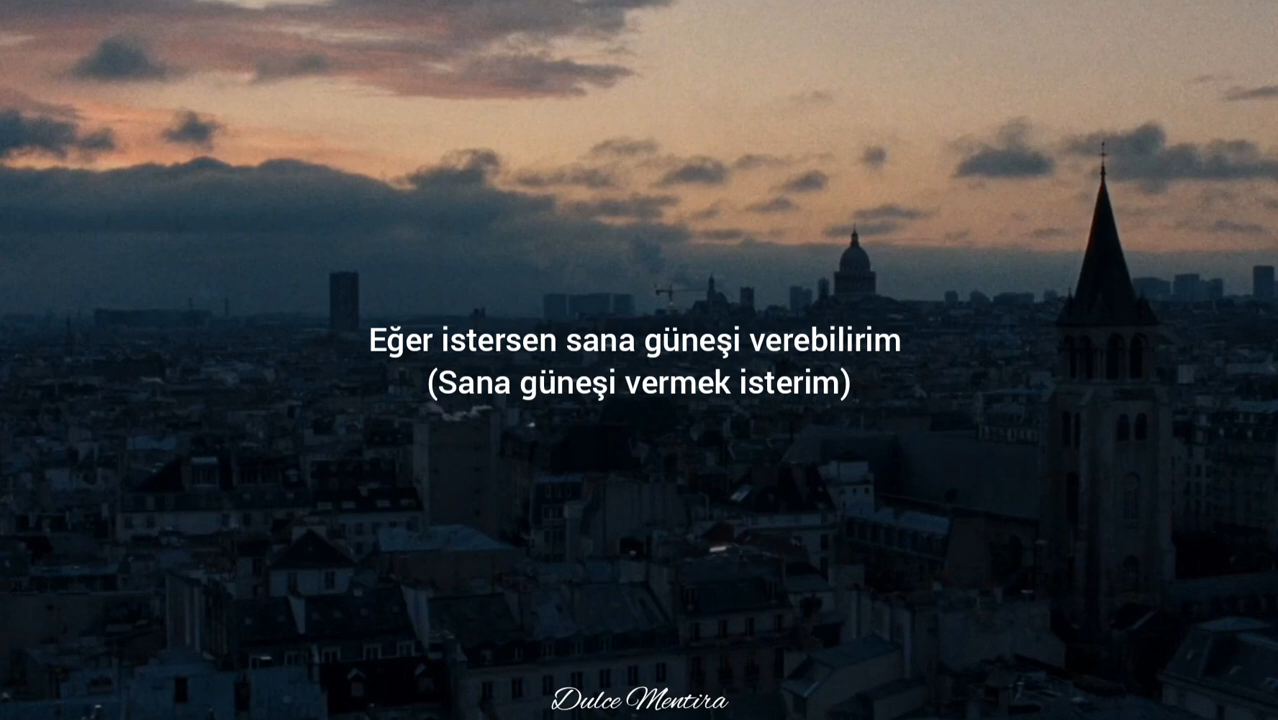 Eğer istersen sana güneşi verebilirim
(Sana güneşi vermek isterim)
Dulce Mentira